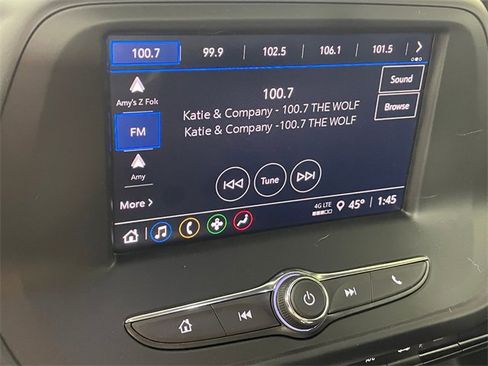 100.7 99.9 102.5 106.1 101.5
Amy's Z Fold
FM
Amy
More
100.7
Katie & Company - 100.7 THE WOLF
Katie & Company -100.7 THE WOLF
Sound
Browse
Tune
4G LTE
45° 1:45